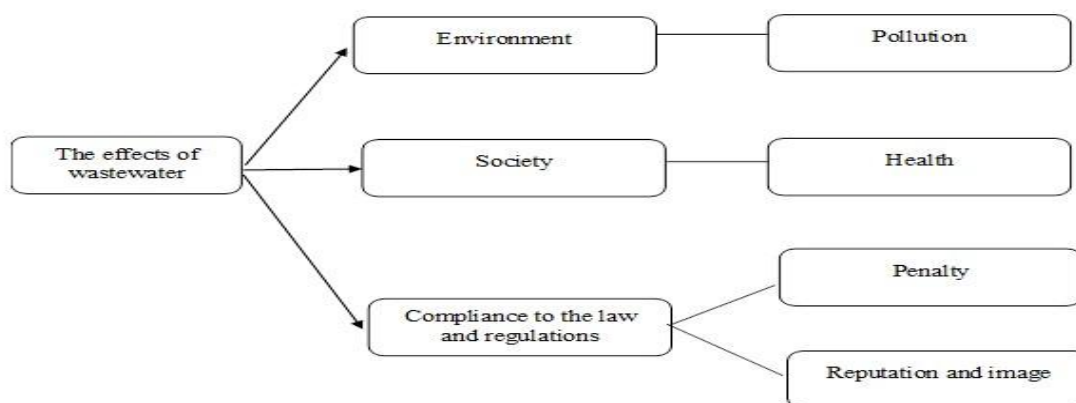 Environment
Pollution
The effects of
wastewater
Society
Health
Compliance to the law
and regulations
Penalty
Reputation and image